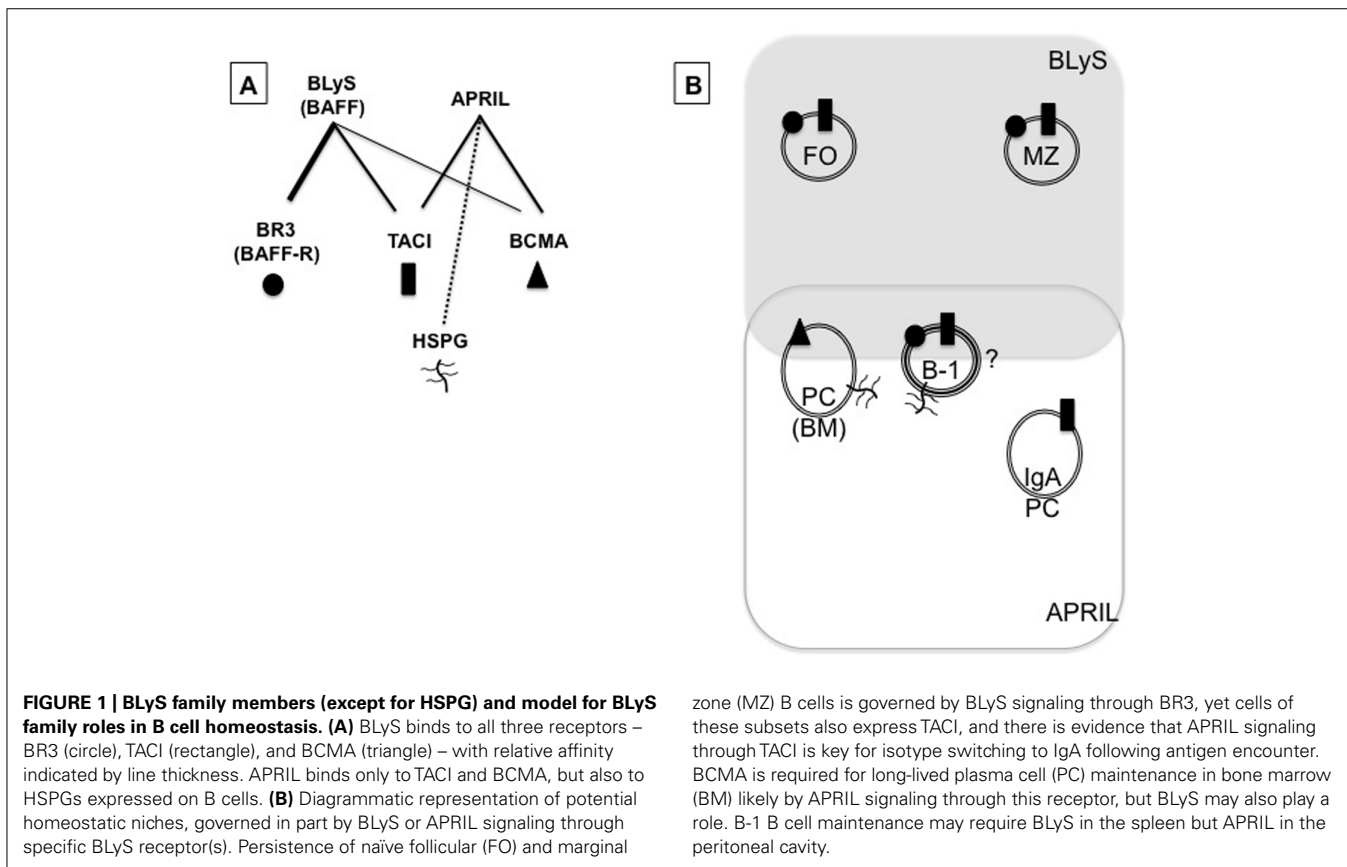 A
BLyS
(BAFF)
APRIL
BR3
(BAFF-R)
TACI
BCMA
HSPG
B
BLyS
FO
MZ
PC
(BM)
B-1
?
IgA
PC
APRIL
FIGURE 1 | BLyS family members (except for HSPG) and model for BLyS
family roles in B cell homeostasis. (A) BLyS binds to all three receptors –
BR3 (circle), TACI (rectangle), and BCMA (triangle) – with relative affinity
indicated by line thickness. APRIL binds only to TACI and BCMA, but also to
HSPGs expressed on B cells. (B) Diagrammatic representation of potential
homeostatic niches, governed in part by BLyS or APRIL signaling through
specific BLyS receptor(s). Persistence of naïve follicular (FO) and marginal
zone (MZ) B cells is governed by BLyS signaling through BR3, yet cells of
these subsets also express TACI, and there is evidence that APRIL signaling
through TACI is key for isotype switching to IgA following antigen encounter.
BCMA is required for long-lived plasma cell (PC) maintenance in bone marrow
(BM) likely by APRIL signaling through this receptor, but BLyS may also play a
role. B-1 B cell maintenance may require BLyS in the spleen but APRIL in the
peritoneal cavity.